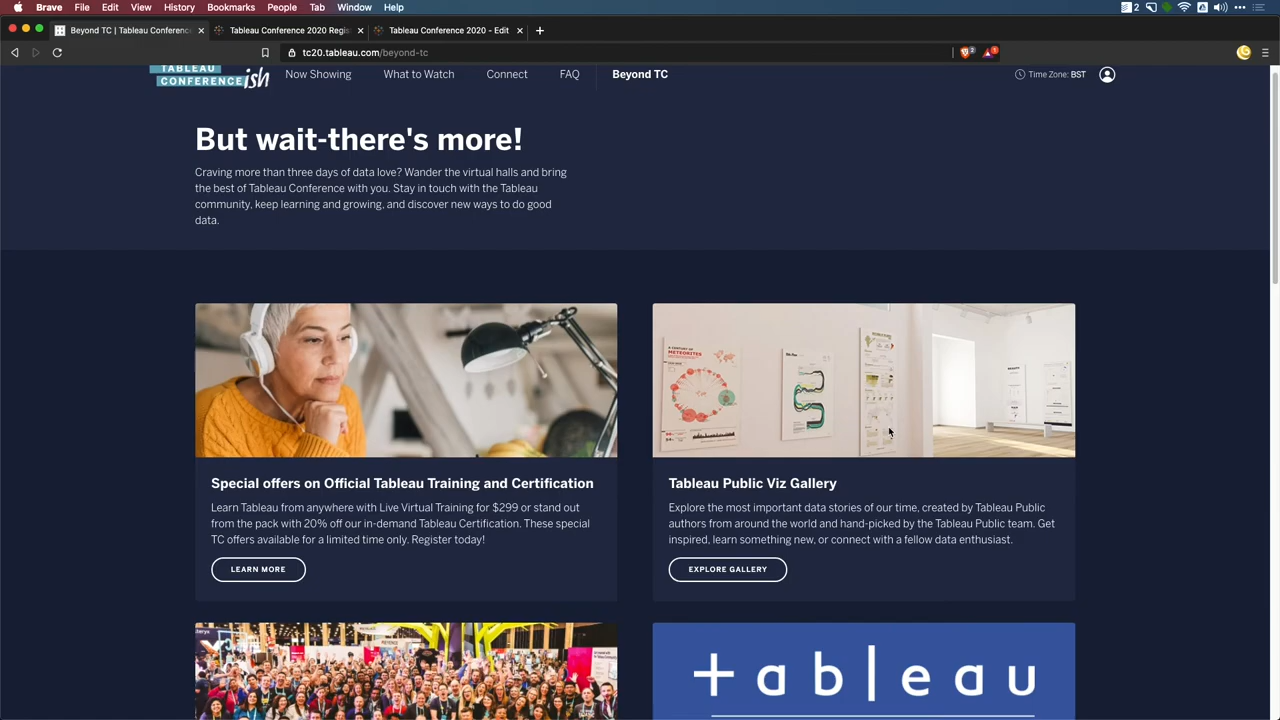 Brave File Edit View History Bookmarks People Tab Window Help 2
Beyond TC | Tableau Conference
Tableau Conference 2020 Regis
Tableau Conference 2020 - Edit
tc20.tableau.com/beyond-tc
TABLEAU
CONFERENCEish
Now Showing
What to Watch
Connect
FAQ
Beyond TC
Time Zone: BST
But wait-there's more!
Craving more than three days of data love? Wander the virtual halls and bring
the best of Tableau Conference with you. Stay in touch with the Tableau
community, keep learning and growing, and discover new ways to do good
data.
A CENTURY OF
METEORITES
Special offers on Official Tableau Training and Certification
Learn Tableau from anywhere with Live Virtual Training for $299 or stand out
from the pack with 20% off our in-demand Tableau Certification. These special
TC offers available for a limited time only. Register today!
LEARN MORE
Tableau Public Viz Gallery
Explore the most important data stories of our time, created by Tableau Public
authors from around the world and hand-picked by the Tableau Public team. Get
inspired, learn something new, or connect with a fellow data enthusiast.
EXPLORE GALLERY
+ a b | e a u